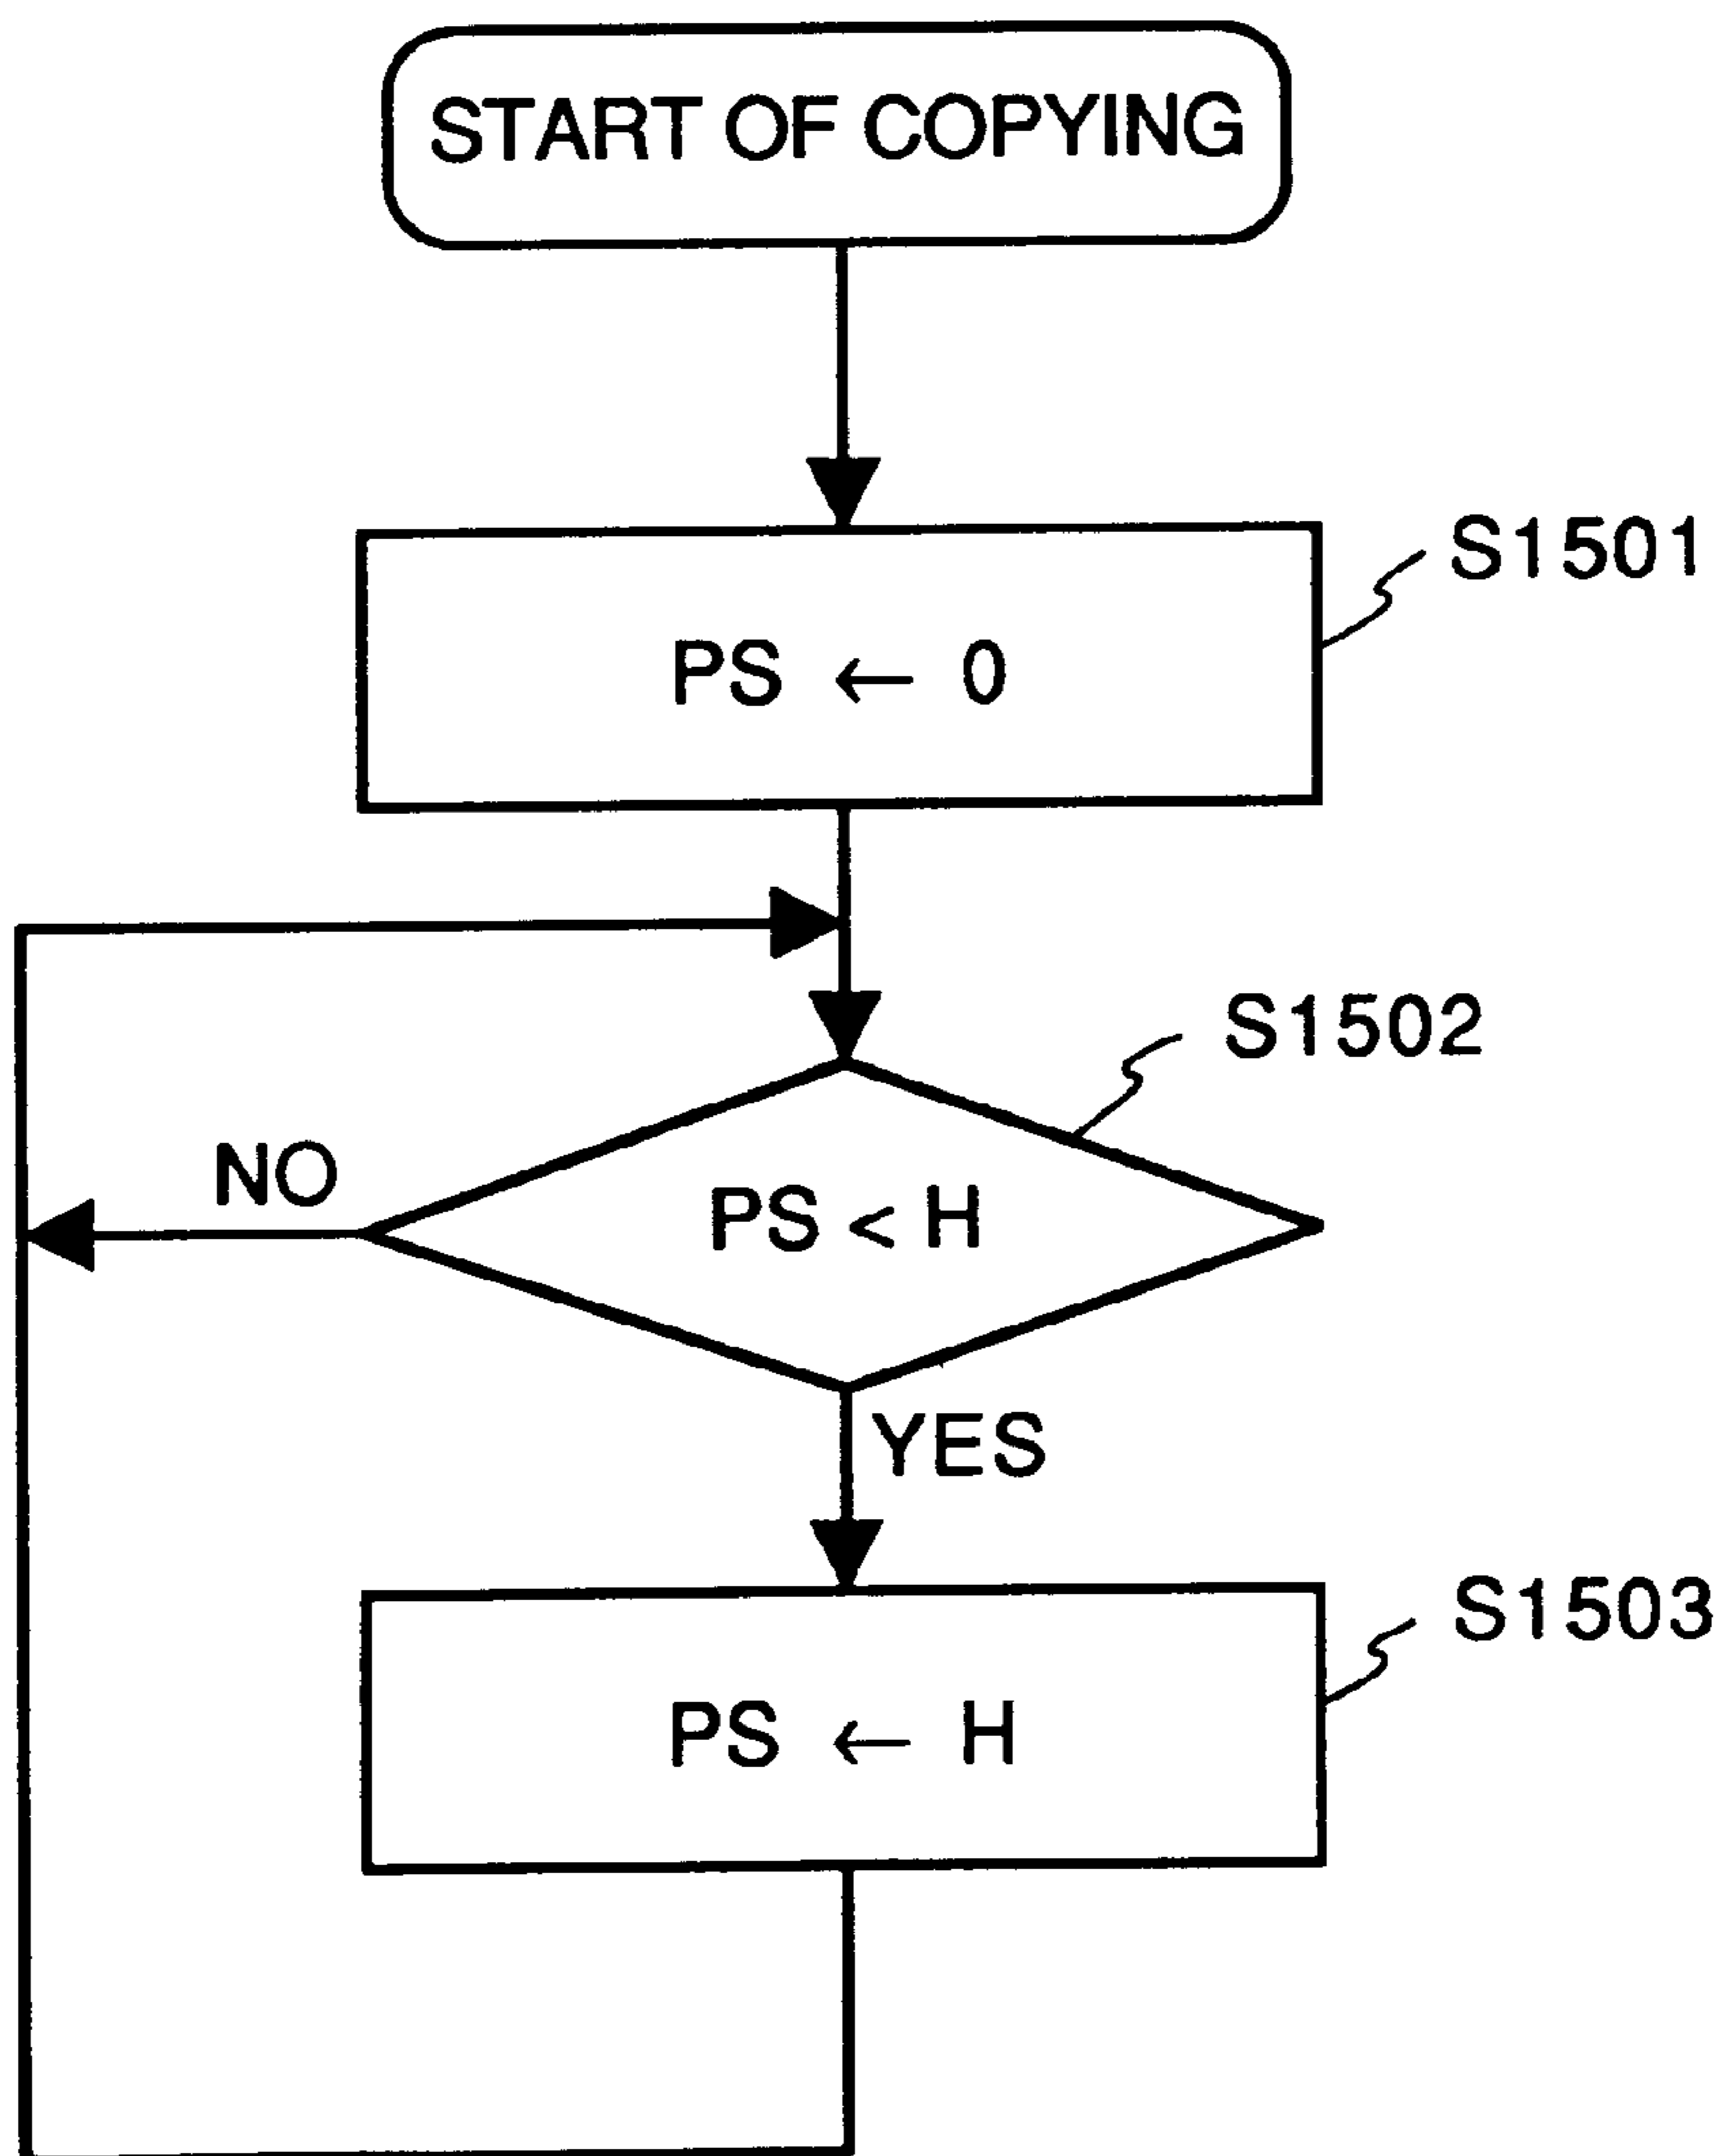 START OF COPYING
S1501
PS ← 0
S1502
NO
PS < H
YES
S1503
PS ← H